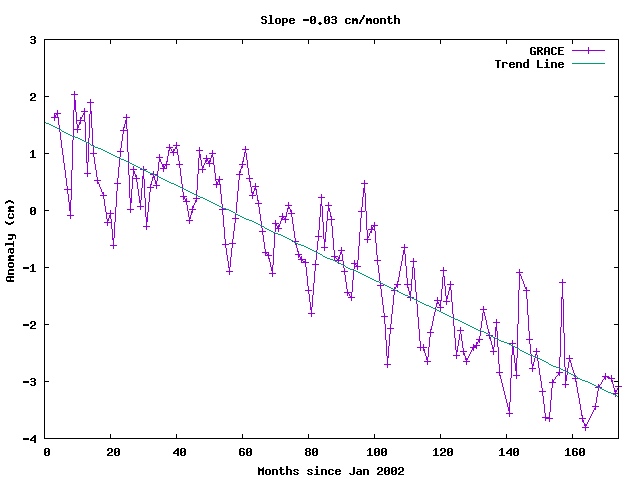 Slope -0.03 cm/month
GRACE
Trend Line
3
2
1
0
-1
-2
-3
-4
Anomaly (cm)
0 20 40 60 80 100 120 140 160
Months since Jan 2002